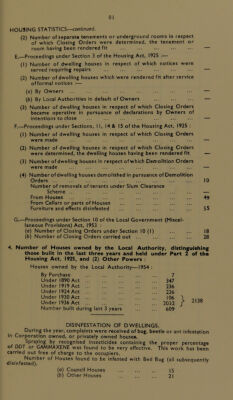 81
HOUSING STATISTICS—continued.
(2) Number of separate tenements or underground rooms in respect
of which Closing Orders were determined, the tenement or
room having been rendered fit ... ... ... —
E.—Proceedings under Section 3 of the Housing Act, 1925 :—
(1) Number of dwelling houses in respect of which notices were
served requiring repairs ... ... ... —
(2) Number of dwelling houses which were rendered fit after service
of formal notices :—
(a) By Owners ... ... ... —
(b) By Local Authorities in default of Owners ... —
(3) Number of dwelling houses in respect of which Closing Orders
became operative in pursuance of declarations by Owners of
intentions to close ... ... ... —
F.—Proceedings under Sections, 11, 14 & 15 of the Housing Act, 1925 :
(1) Number of dwelling houses in respect of which Closing Orders
were made ... ... ... —
(2) Number of dwelling houses in respect of which Closing Orders
were determined, the dwelling houses having been rendered fit —
(3) Number of dwelling houses in respect of which Demolition Orders
were made ... ... ... —
(4) Number of dwelling houses demolished in pursuance of Demolition
Orders ... ... ... 10
Number of removals of tenants under Slum Clearance
Scheme ... ... ... —
From Houses ... ... ... 49
From Cellars or parts of Houses ... ... —
Furniture and effects disinfected ... ... 55
G.—Proceedings under Section 10 of the Local Government (Miscel-
laneous Provisions) Act, 1953 :
(a) Number of Closing Orders under Section 10 (1) ... 18
(b) Number of Closing Orders carried out ... 28
4. Number of Houses owned by the Local Authority, distinguishing
those built in the last three years and held under Part 2 of the
Housing Act, 1925, and (2) Other Powers :
Houses owned by the Local Authority—1954 :
By Purchase ... ... 7
Under 1890 Act ... ... 347
Under 1919 Act ... ... 336
Under 1924 Act ... ... 236
Under 1930 Act ... ... 106
Under 1936 Act ... ... 2138
Number built during last 3 years ... 609
DISINFESTATION OF DWELLINGS.
During the year, complaints were received of bug, beetle or ant infestation
in Corporation owned, or privately owned houses.
Spraying by recognised insecticides containing the proper percentage
of DDT or GAMMAXENE was found to be very effective. This work has been
carried out free of charge to the occupiers.
Number of Houses found to be infested with Bed Bug (all subsequently
disinfested).
(a) Council Houses ... ... 15
(b) Other Houses ... ... 21